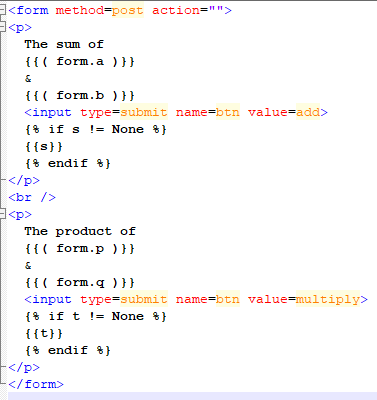 <form method=post action="">
<p>
The sum of
{{( form.a )}}
&
{{( form.b )}}
<input type=submit name=btn value=add>
{% if s != None %}
{{s}}
{% endif %}
</p>
<br />
<p>
The product of
{{( form.p )}}
&
{{( form.q )}}
<input type=submit name=btn value=multiply>
{% if t != None %}
{{t}}
{% endif %}
</p>
</form>